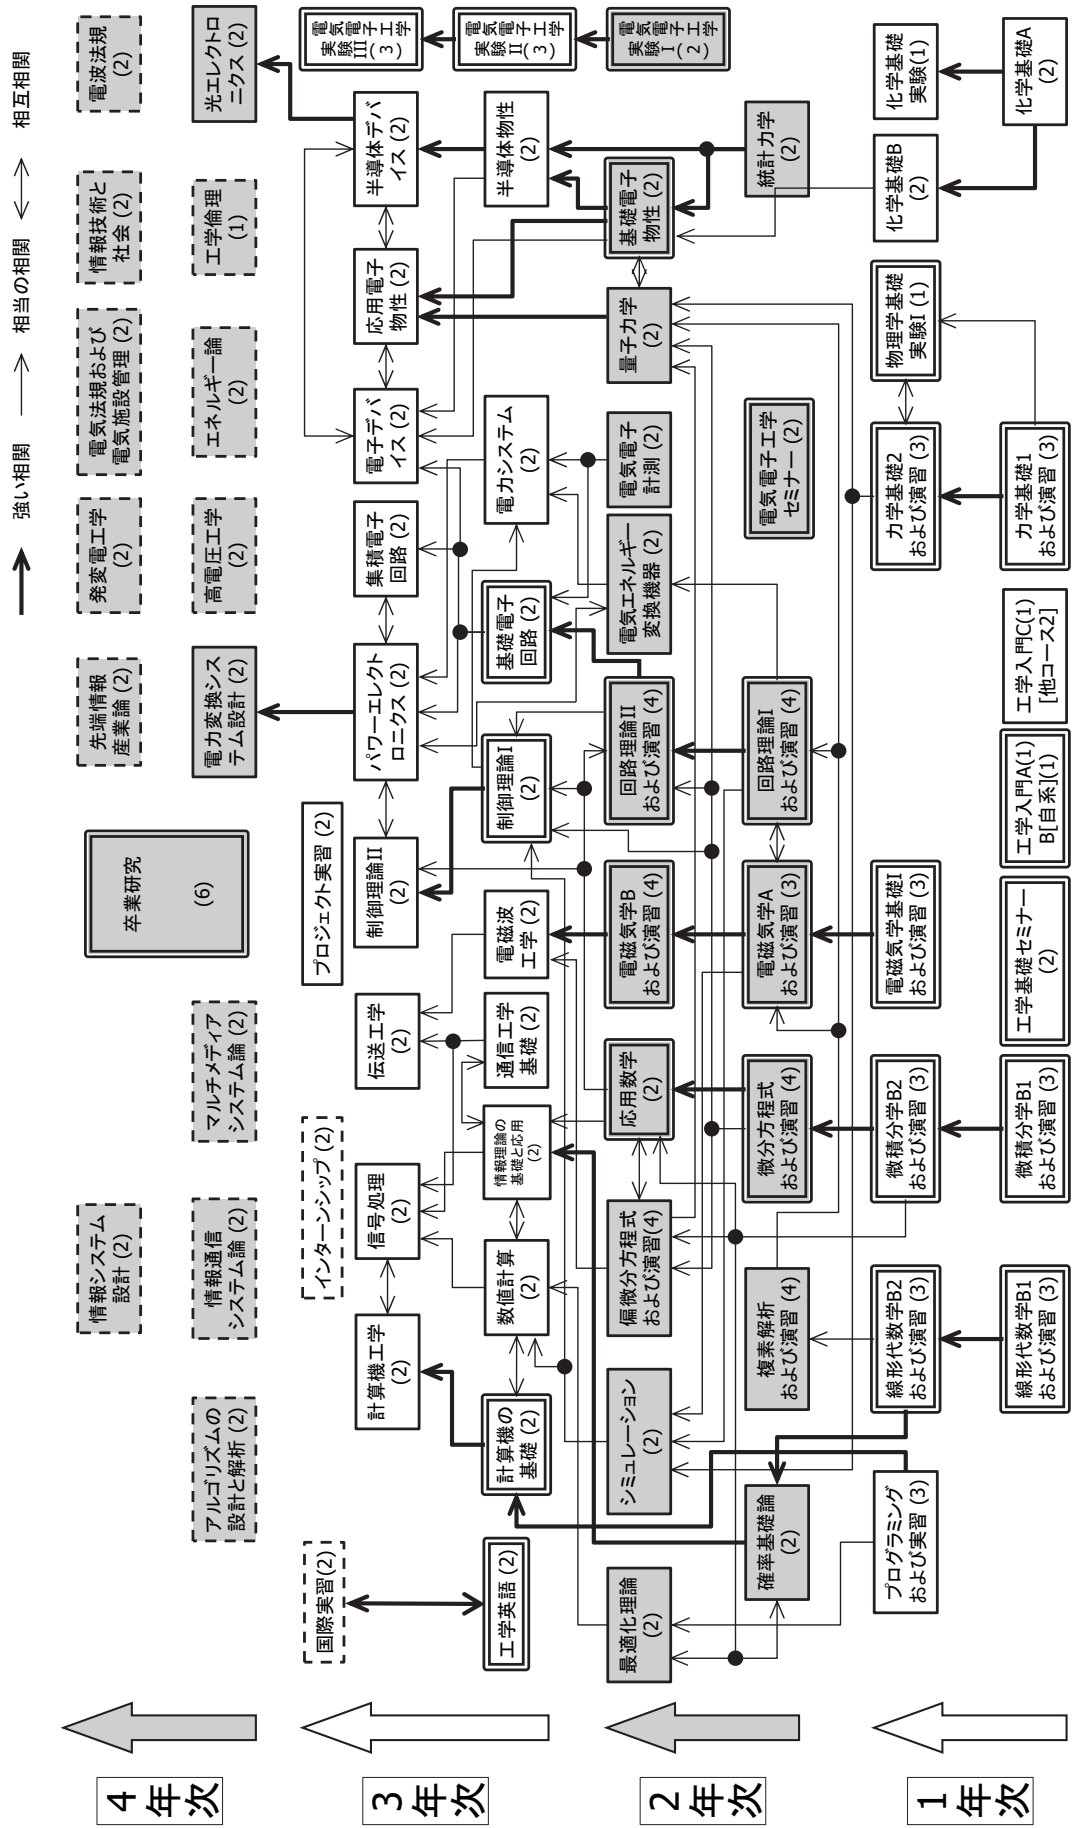 強い相関
相当の相関
相互相関
4
年
次
情報システム
設計 (2)
卒業研究
(6)
先端情報
産業論 (2)
発変電工学
(2)
電気法規および
電気施設管理 (2)
情報技術と
社会 (2)
電波法規
(2)
アルゴリズムの
設計と解析 (2)
情報通信
システム論 (2)
マルチメディア
システム論 (2)
電力変換シス
テム設計 (2)
高電圧工学
(2)
エネルギー論
(2)
工学倫理
(1)
光エレクトロ
ニクス (2)
3
年
次
国際実習(2)
インターンシップ (2)
プロジェクト実習 (2)
電気電子工学
実験
III(3)
計算機工学
(2)
信号処理
(2)
伝送工学
(2)
制御理論II
(2)
パワーエレクト
ロニクス (2)
集積電子
回路 (2)
電子デバ
イス (2)
応用電子
物性 (2)
半導体デバ
イス (2)
電気電子工学
実験
II(3)
工学英語 (2)
計算機の
基礎 (2)
数値計算
(2)
情報理論の
基礎と応用
(2)
通信工学
基礎 (2)
電磁波
工学 (2)
制御理論I
(2)
基礎電子
回路 (2)
電力システム
(2)
半導体物性
(2)
2
年
次
最適化理論
(2)
シミュレーション
(2)
偏微分方程式
および演習(4)
応用数学
(2)
電磁気学B
および演習 (4)
回路理論II
および演習 (4)
電気エネルギー
変換機器 (2)
電気電子
計測 (2)
量子力学
(2)
基礎電子
物性 (2)
電気電子工学
実験
I(2)
確率基礎論
(2)
複素解析
および演習 (4)
微分方程式
および演習 (4)
電磁気学A
および演習 (3)
回路理論I
および演習 (4)
電気電子工学
セミナー (2)
統計力学
(2)
1
年
次
プログラミング
および実習 (3)
線形代数学B2
および演習 (3)
微積分学B2
および演習 (3)
電磁気学基礎I
および演習 (3)
力学基礎2
および演習 (3)
物理学基礎
実験I (1)
化学基礎B
(2)
化学基礎
実験(1)
線形代数学B1
および演習 (3)
微積分学B1
および演習 (3)
工学基礎セミナー
(2)
工学入門A(1)
B[自系](1)
工学入門C(1)
[他コース2]
力学基礎1
および演習 (3)
化学基礎A
(2)